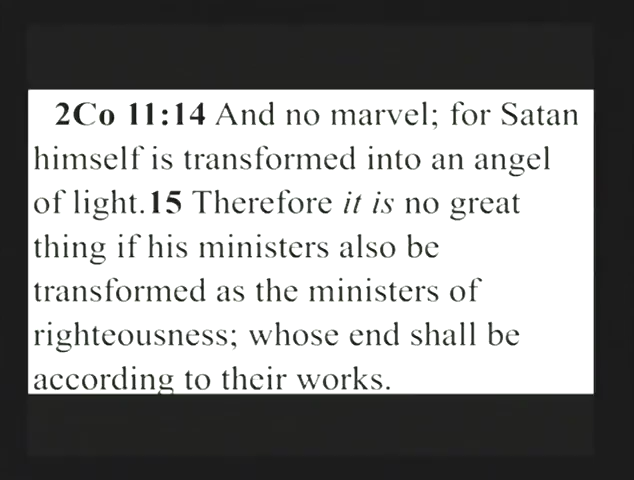 2Co 11:14 And no marvel; for Satan
himself is transformed into an angel
of light.15 Therefore it is no great
thing if his ministers also be
transformed as the ministers of
righteousness; whose end shall be
according to their works.